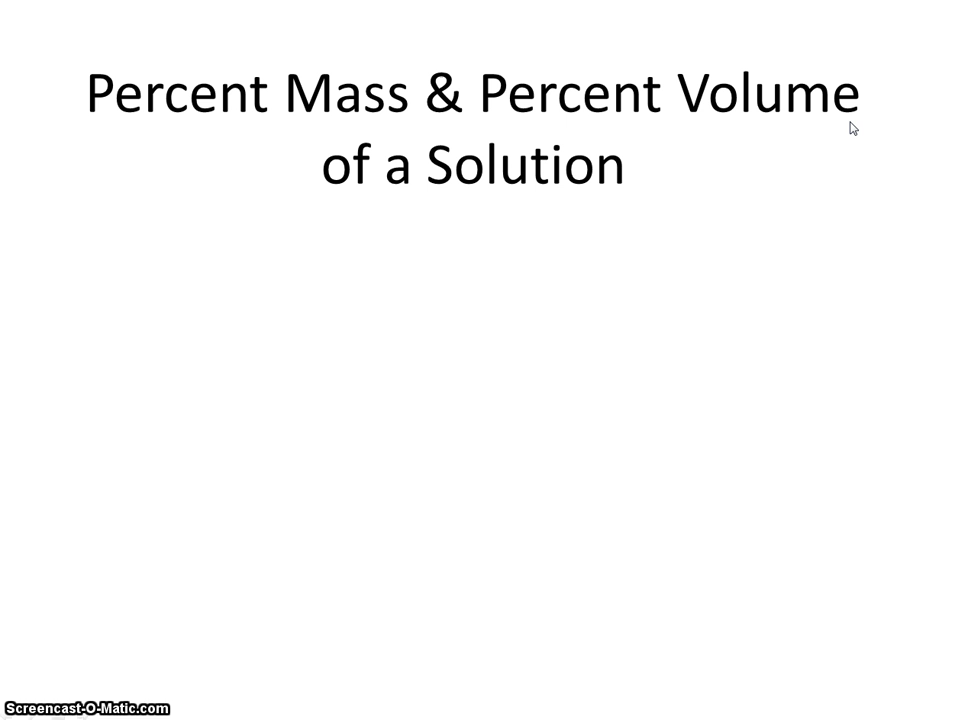 Percent Mass & Percent Volume
of a Solution
Screencast-O-Matic.com